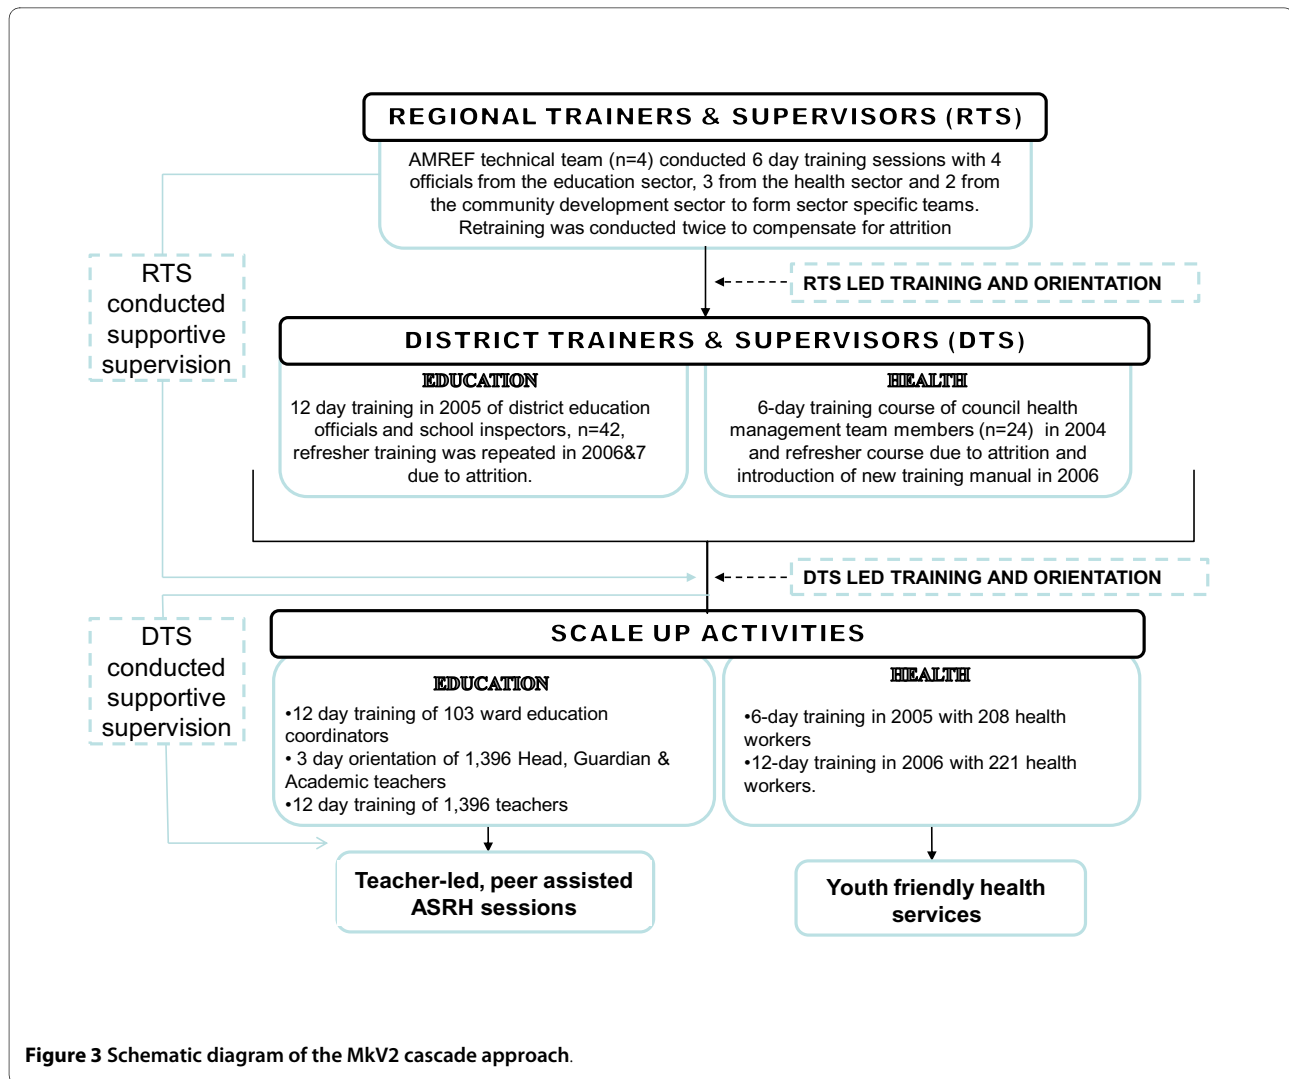 REGIONAL TRAINERS & SUPERVISORS (RTS)
AMREF technical team (n=4) conducted 6 day training sessions with 4
officials from the education sector, 3 from the health sector and 2 from
the community development sector to form sector specific teams.
Retraining was conducted twice to compensate for attrition
RTS
conducted
supportive
supervision
RTS LED TRAINING AND ORIENTATION
DISTRICT TRAINERS & SUPERVISORS (DTS)
EDUCATION
12 day training in 2005 of district education
officials and school inspectors, n=42,
refresher training was repeated in 2006&7
due to attrition.
HEALTH
6-day training course of council health
management team members (n=24) in 2004
and refresher course due to attrition and
introduction of new training manual in 2006
DTS LED TRAINING AND ORIENTATION
DTS
conducted
supportive
supervision
SCALE UP ACTIVITIES
EDUCATION
•12 day training of 103 ward education
coordinators
• 3 day orientation of 1,396 Head, Guardian &
Academic teachers
•12 day training of 1,396 teachers
HEALTH
•6-day training in 2005 with 208 health
workers
•12-day training in 2006 with 221 health
workers.
Teacher-led, peer assisted
ASRH sessions
Youth friendly health
services
Figure 3 Schematic diagram of the MkV2 cascade approach.